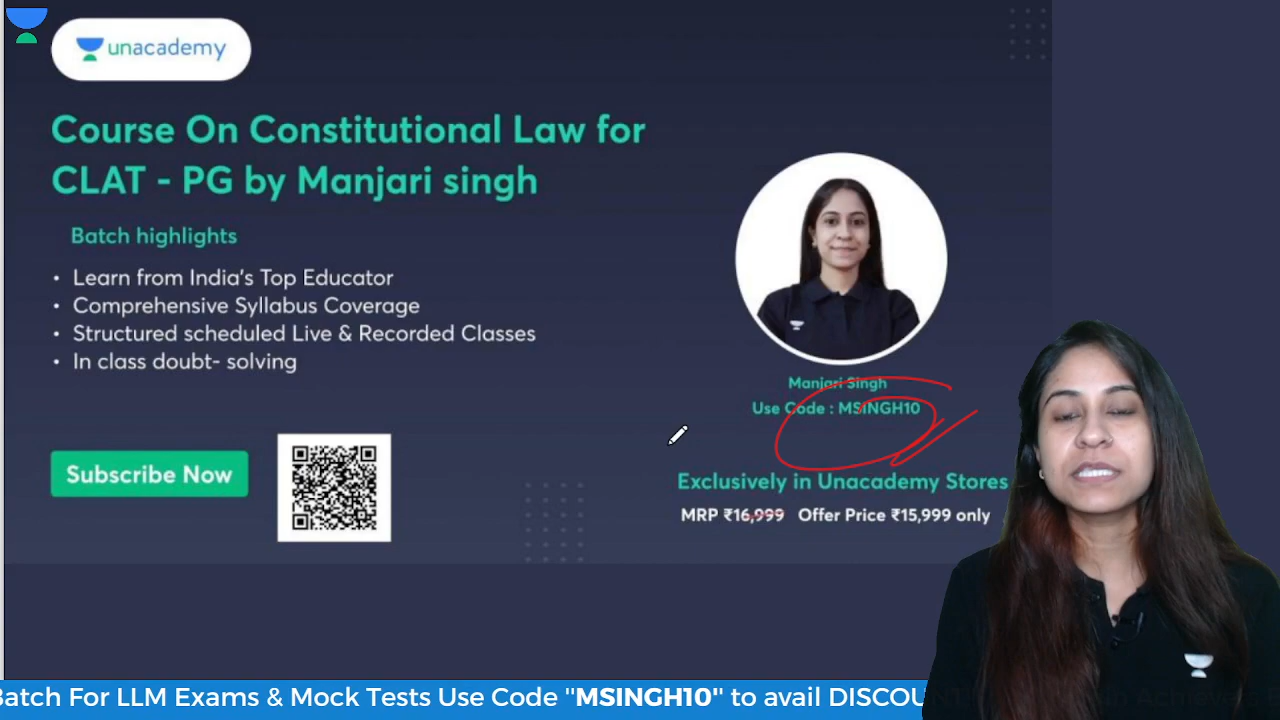 unacademy
Course On Constitutional Law for
CLAT - PG by Manjari singh
Batch highlights
• Learn from India's Top Educator
• Comprehensive Syllabus Coverage
• Structured scheduled Live & Recorded Classes
• In class doubt- solving
Subscribe Now
Manjari Singh
Use Code : MSINGH10
Exclusively in Unacademy Stores
MRP ₹16,999 Offer Price ₹15,999 only
Batch For LLM Exams & Mock Tests Use Code "MSINGH10" to avail